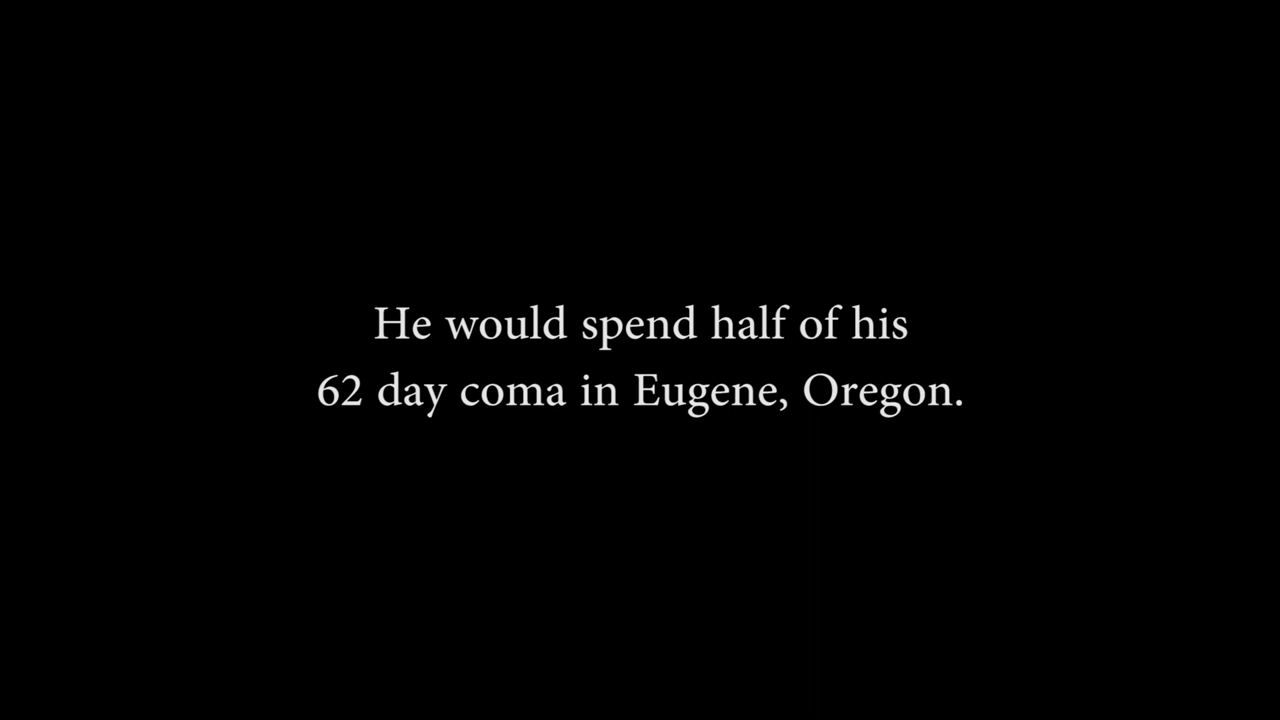 He would spend half of his
62 day coma in Eugene, Oregon.